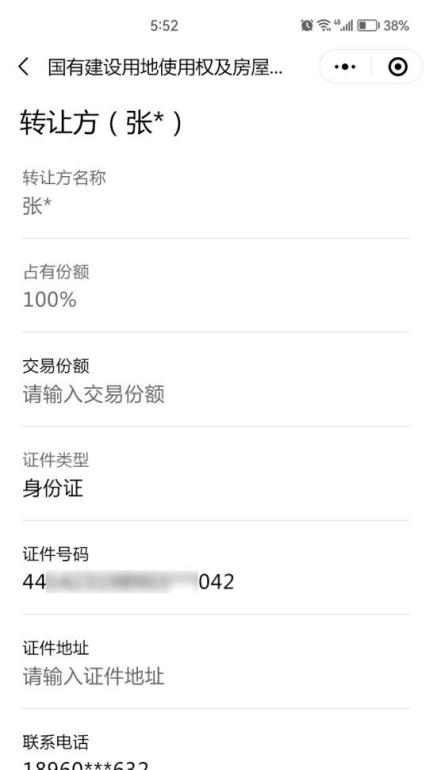 5:52
38%
国有建设用地使用权及房屋...
转让方（张*）
转让方名称
张*
占有份额
100%
交易份额
请输入交易份额
证件类型
身份证
证件号码
44 042
证件地址
请输入证件地址
联系电话
18960***632